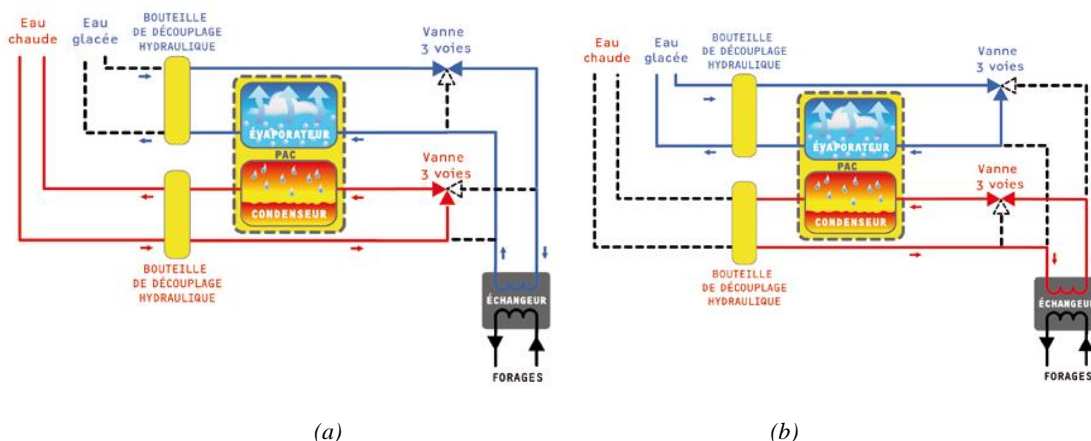 Eau
chaude
Eau
glacée
BOUTEILLE
DE DÉCOUPLAGE
HYDRAULIQUE
Vanne
3 voies
ÉVAPORATEUR
PAC
Vanne
3 voies
CONDENSEUR
BOUTEILLE
DE DÉCOUPLAGE
HYDRAULIQUE
ÉCHANGEUR
FORAGES
(a)
Eau
chaude
Eau
glacée
BOUTEILLE
DE DÉCOUPLAGE
HYDRAULIQUE
Vanne
3 voies
ÉVAPORATEUR
PAC
Vanne
3 voies
CONDENSEUR
BOUTEILLE
DE DÉCOUPLAGE
HYDRAULIQUE
ÉCHANGEUR
FORAGES
(b)